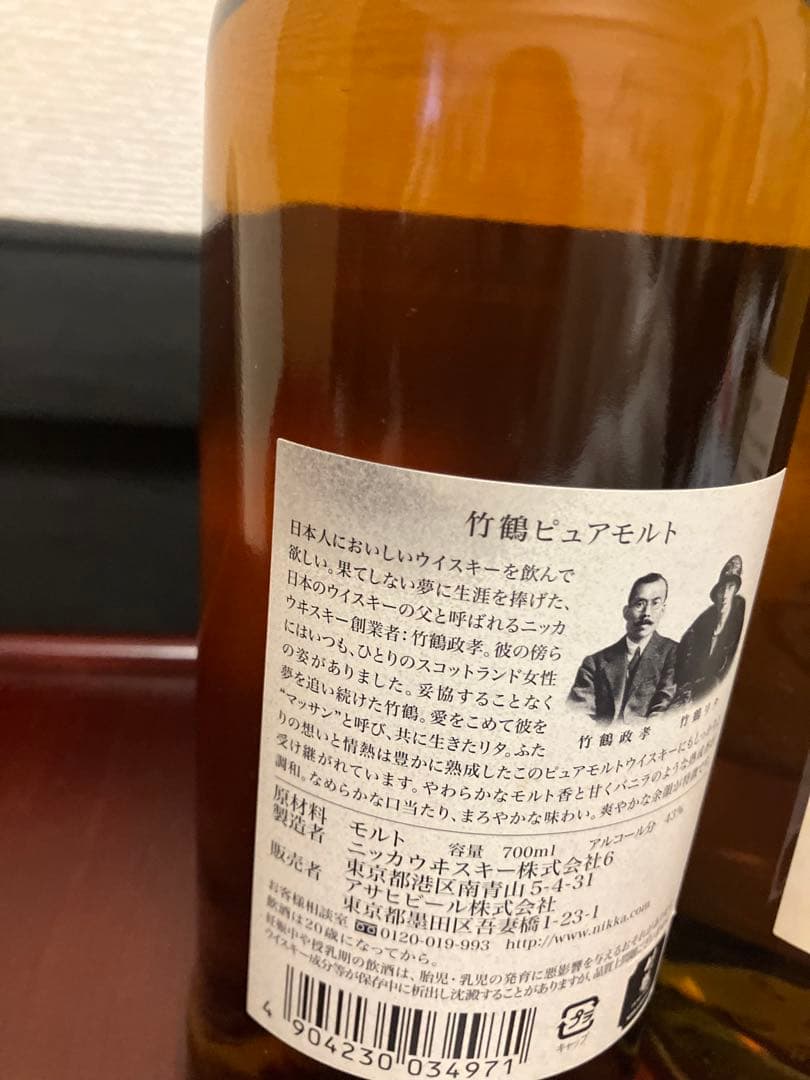 竹鶴ピュアモルト
日本人においしいウイスキーを飲んで
欲しい。果てしない夢に生涯を捧げた、
日本のウイスキーの父と呼ばれるニッカ
ウヰスキー創業者：竹鶴政孝。彼の傍ら
にはいつも、ひとりのスコットランド女性
の姿がありました。妥協することなく
夢を追い続けた竹鶴。愛をこめて彼を
“マッサン”と呼び、共に生きたリタ。ふた
りの想いと情熱は豊かに熟成したこのピュアモルトウイスキーにもしっかり
受け継がれています。やわらかなモルト香と甘くバニラのような熟成
調和。なめらかな口当たり、まろやかな味わい。爽やかな余韻が特徴
竹鶴政孝
竹鶴リタ
原材料 モルト 容量 700ml アルコール分 43%
製造者 ニッカウヰスキー株式会社6
東京都港区南青山5-4-31
販売者 アサヒビール株式会社
東京都墨田区吾妻橋1-23-1
お客様相談室 0120-019-993 http://www.nikka.com
飲酒は20歳になってから。
妊娠中や授乳期の飲酒は、胎児・乳児の発育に悪影響を与えるおそれが
ウイスキー成分等が保存中に析出し沈澱することがありますが、品質上問題
4 904230 034971
プラ
キャップ